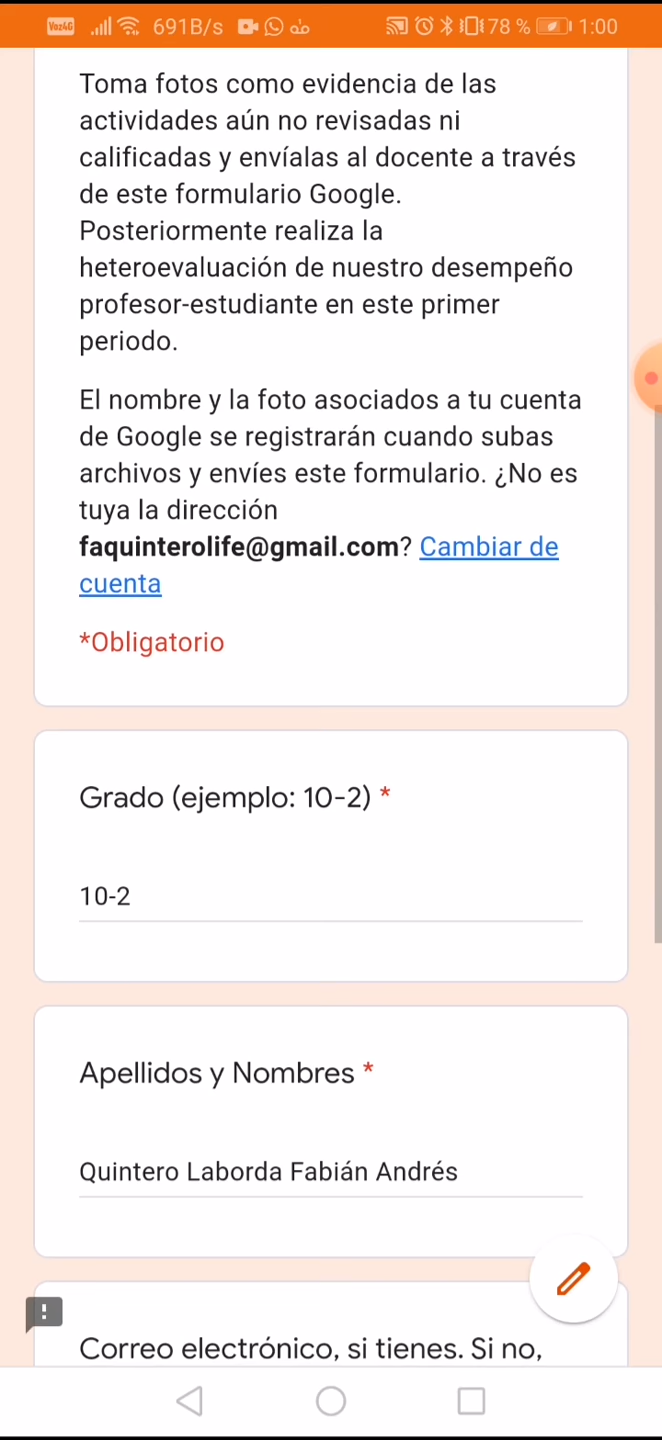 Voz4G 691B/s 78 % 1:00
Toma fotos como evidencia de las
actividades aún no revisadas ni
calificadas y envíalas al docente a través
de este formulario Google.
Posteriormente realiza la
heteroevaluación de nuestro desempeño
profesor-estudiante en este primer
periodo.
El nombre y la foto asociados a tu cuenta
de Google se registrarán cuando subas
archivos y envíes este formulario. ¿No es
tuya la dirección
faquinterolife@gmail.com? Cambiar de
cuenta
*Obligatorio
Grado (ejemplo: 10-2) *
10-2
Apellidos y Nombres *
Quintero Laborda Fabián Andrés
Correo electrónico, si tienes. Si no,